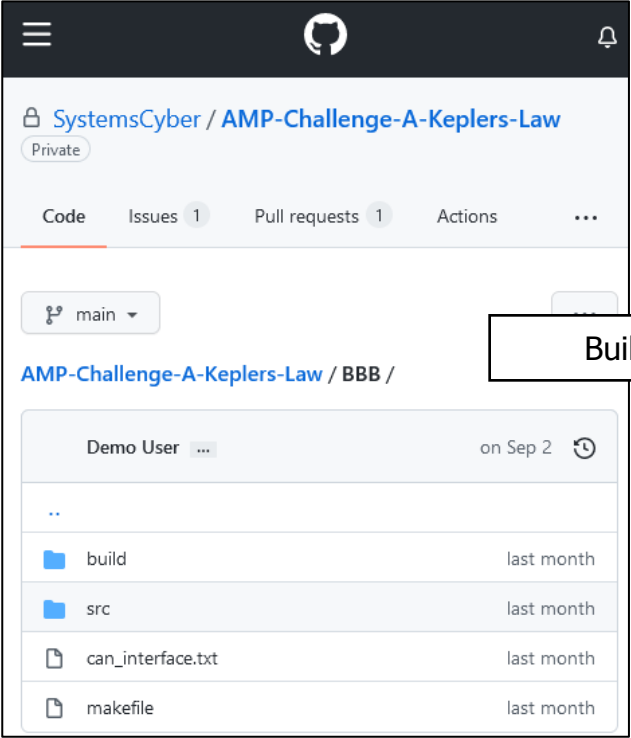 SystemsCyber / AMP-Challenge-A-Keplers-Law
Private
Code Issues 1 Pull requests 1 Actions ...
main
AMP-Challenge-A-Keplers-Law / BBB /
Demo User ... on Sep 2
..
build last month
src last month
can_interface.txt last month
makefile last month